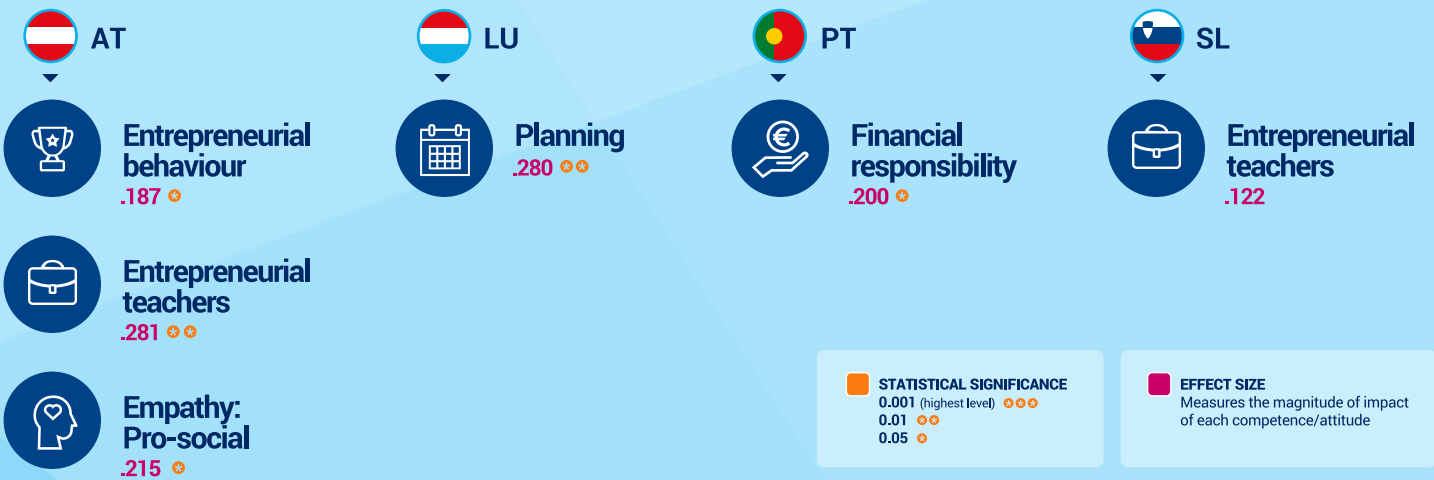 AT
Entrepreneurial
behaviour
.187 *
Entrepreneurial
teachers
.281 **
Empathy:
Pro-social
.215 *
LU
Planning
.280 **
PT
€
Financial
responsibility
.200 *
SL
Entrepreneurial
teachers
.122
STATISTICAL SIGNIFICANCE
0.001 (highest level) ***
0.01 **
0.05 *
EFFECT SIZE
Measures the magnitude of impact
of each competence/attitude